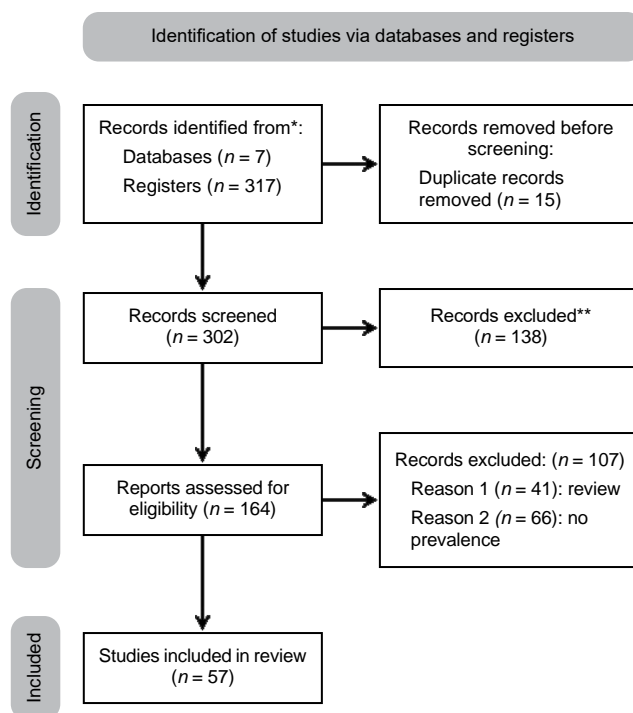 Identification of studies via databases and registers
Identification
Records identified from*:
Databases (n = 7)
Registers (n = 317)
Records removed before
screening:
Duplicate records
removed (n = 15)
Screening
Records screened
(n = 302)
Records excluded**
(n = 138)
Reports assessed for
eligibility (n = 164)
Records excluded: (n = 107)
Reason 1 (n = 41): review
Reason 2 (n = 66): no
prevalence
Included
Studies included in review
(n = 57)